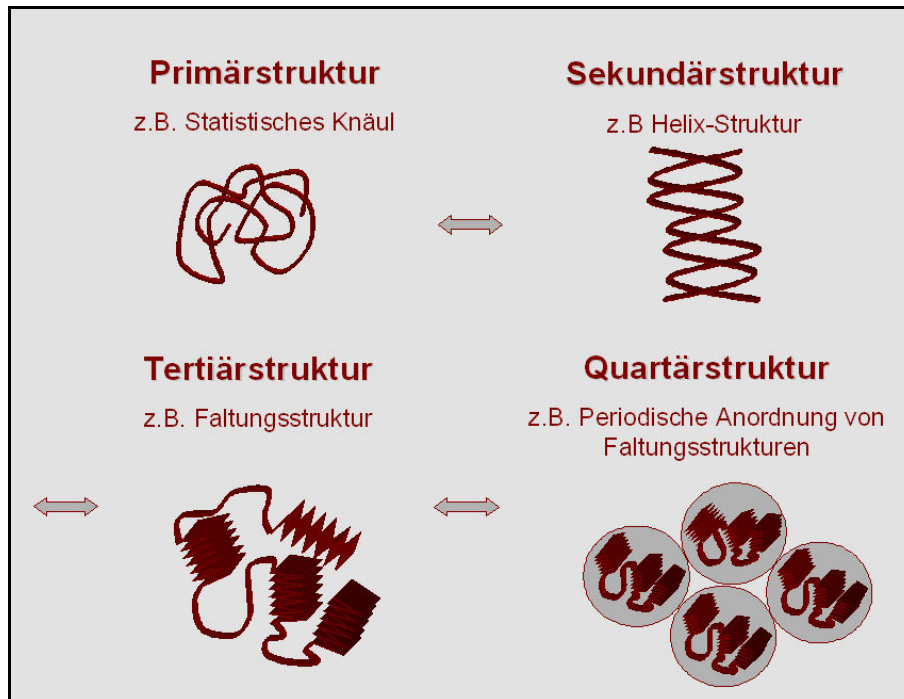 Primärstruktur
z.B. Statistisches Knäul
Sekundärstruktur
z.B Helix-Struktur
Tertiärstruktur
z.B. Faltungsstruktur
Quartärstruktur
z.B. Periodische Anordnung von
Faltungsstrukturen